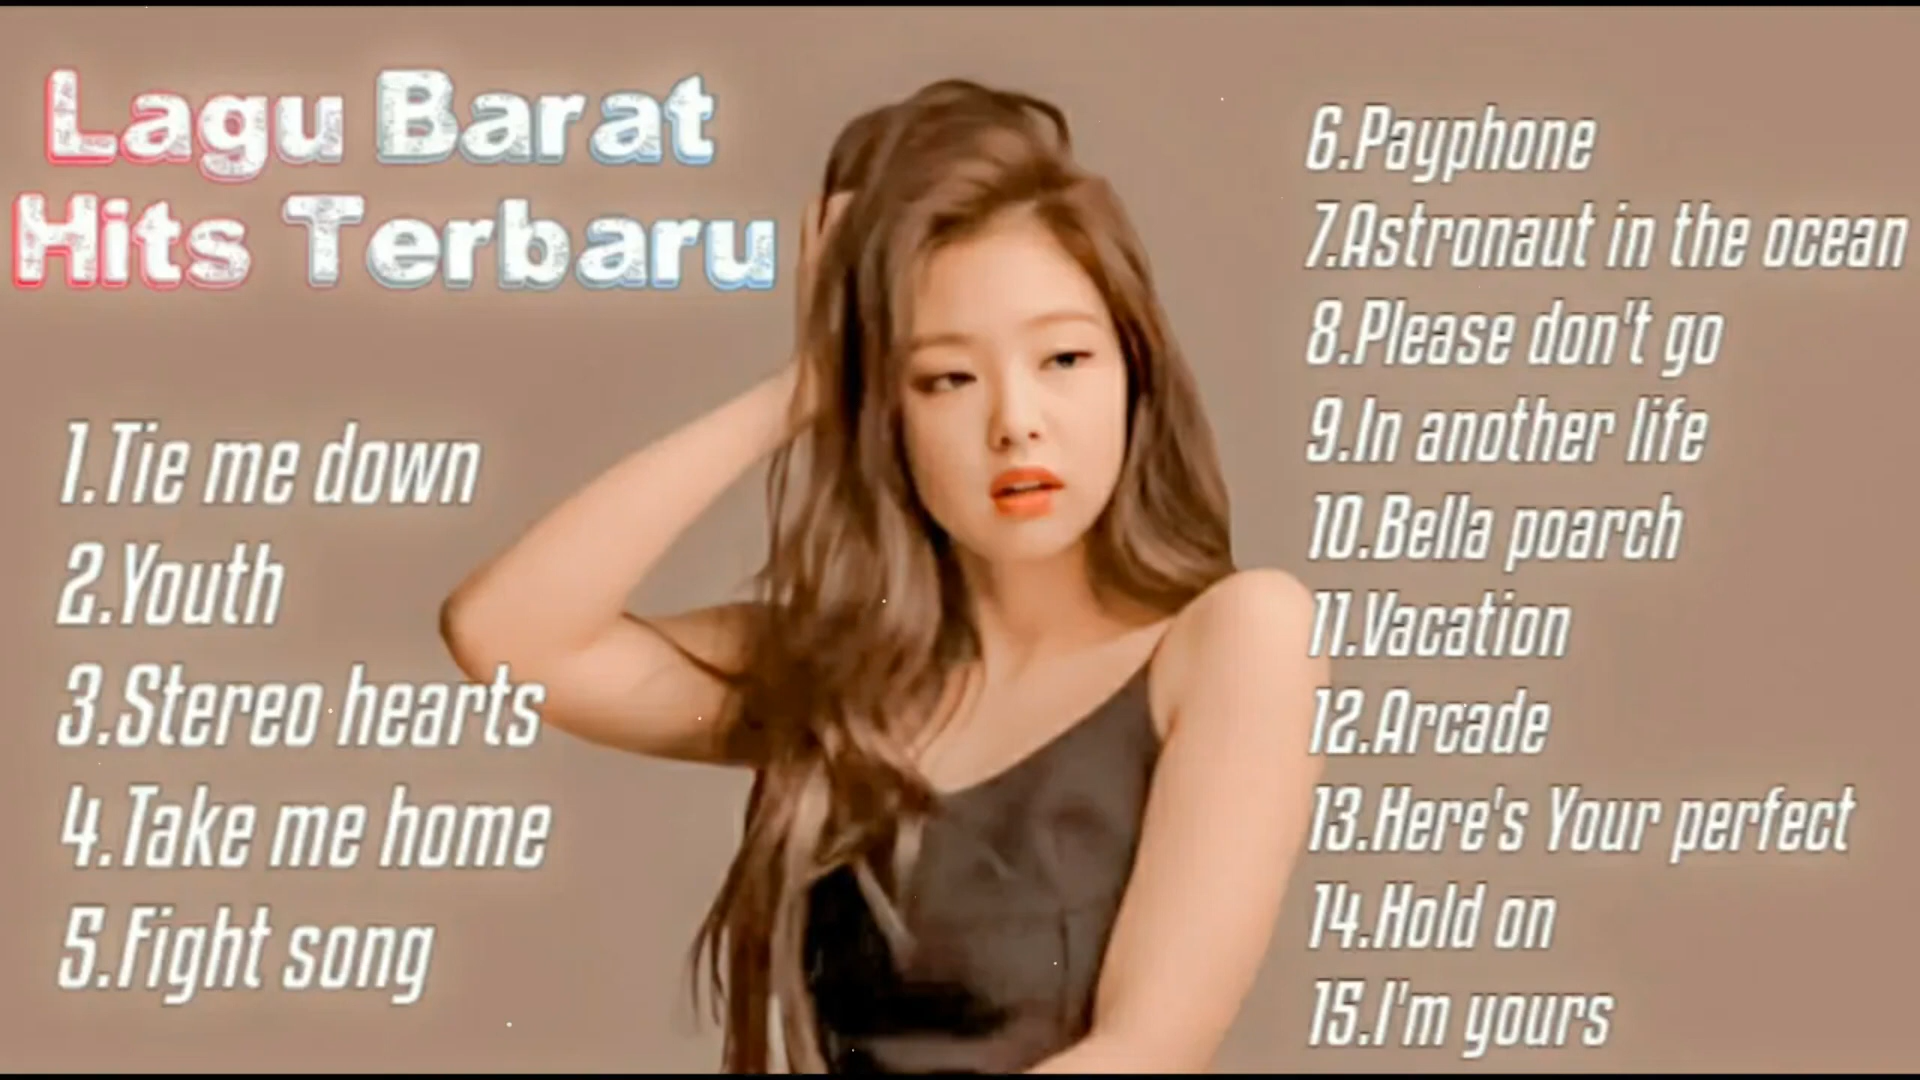 Lagu Barat
Hits Terbaru
1.Tie me down
2.Youth
3.Stereo hearts
4.Take me home
5.Fight song
6.Payphone
7.Astronaut in the ocean
8.Please don't go
9.In another life
10.Bella poarch
11.Vacation
12.Arcade
13.Here's Your perfect
14.Hold on
15.I'm yours